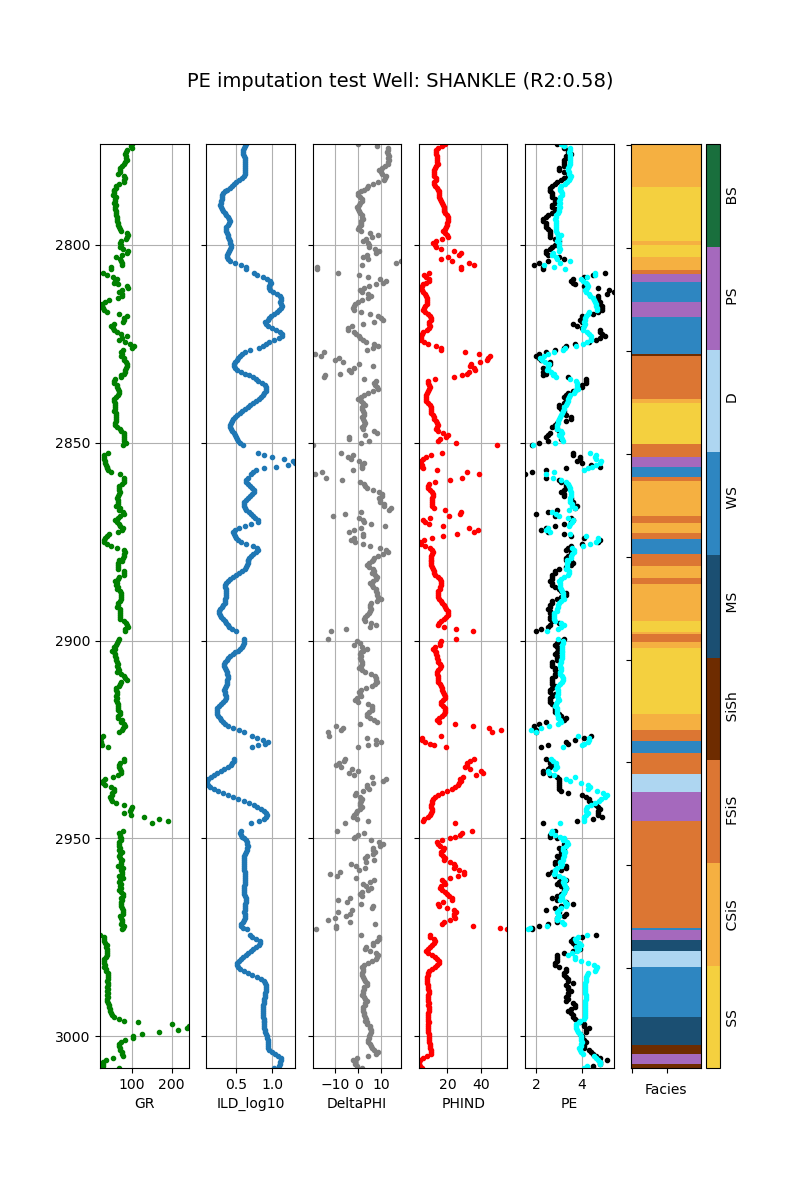 PE imputation test Well: SHANKLE (R2:0.58)
2800
2850
2900
2950
3000
100 200
0.5 1.0
−10 0 10
20 40
2 4
GR
ILD_log10
DeltaPHI
PHIND
PE
Facies
BS
PS
D
WS
MS
SiSh
FSiS
CSiS
SS